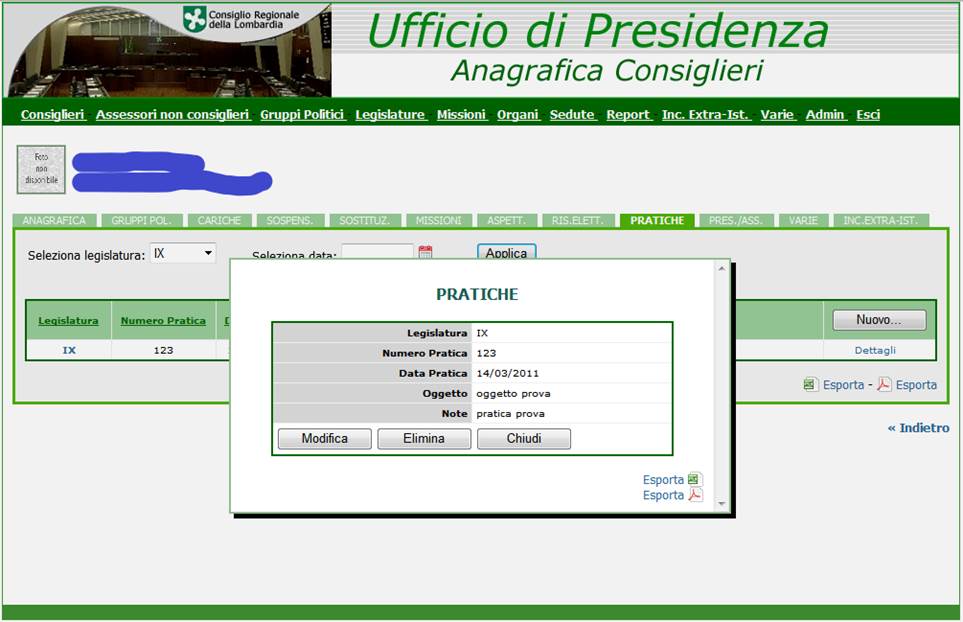 Consiglio Regionale
della Lombardia
Ufficio di Presidenza
Anagrafica Consiglieri
Consiglieri Assessori non consiglieri Gruppi Politici Legislature Missioni Organi Sedute Report Inc. Extra-Ist. Varie Admin Esci
Foto
non
disponibile
ANAGRAFICA GRUPPI POL. CARICHE SOSPENS. SOSTITUZ. MISSIONI ASPETT. RIS.ELETT. PRATICHE PRES./ASS. VARIE INC.EXTRA-IST.
Seleziona legislatura: IX Seleziona data: Applica
PRATICHE
Legislatura Numero Pratica Nuovo...
IX 123 Dettagli
Legislatura IX
Numero Pratica 123
Data Pratica 14/03/2011
Oggetto oggetto prova
Note pratica prova
Modifica Elimina Chiudi
Esporta - Esporta
« Indietro
Esporta
Esporta